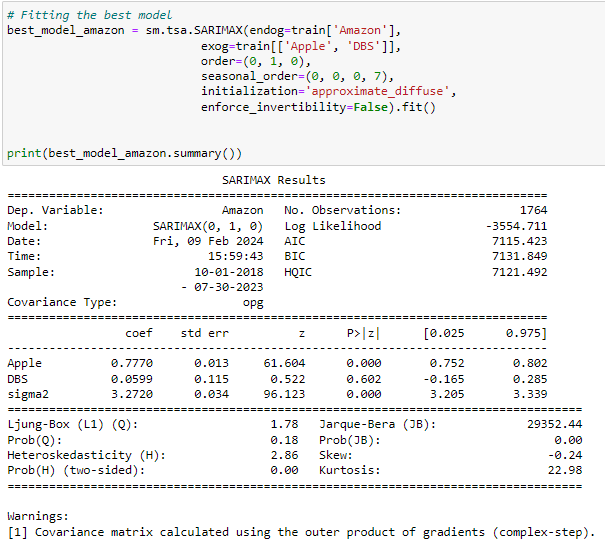 # Fitting the best model
best_model_amazon = sm.tsa.SARIMAX(endog=train['Amazon'],
                            exog=train[['Apple', 'DBS']],
                            order=(0, 1, 0),
                            seasonal_order=(0, 0, 0, 7),
                            initialization='approximate_diffuse',
                            enforce_invertibility=False).fit()
print(best_model_amazon.summary())
                               SARIMAX Results
==============================================================================
Dep. Variable:                 Amazon   No. Observations:                 1764
Model:               SARIMAX(0, 1, 0)   Log Likelihood               -3554.711
Date:                Fri, 09 Feb 2024   AIC                           7115.423
Time:                        15:59:43   BIC                           7131.849
Sample:                    10-01-2018   HQIC                          7121.492
                         - 07-30-2023
Covariance Type:                  opg
==============================================================================
                 coef    std err          z      P>|z|      [0.025      0.975]
------------------------------------------------------------------------------
Apple          0.7770      0.013     61.604      0.000       0.752       0.802
DBS            0.0599      0.115      0.522      0.602      -0.165       0.285
sigma2         3.2720      0.034     96.123      0.000       3.205       3.339
===================================================================================
Ljung-Box (L1) (Q):                   1.78   Jarque-Bera (JB):             29352.44
Prob(Q):                              0.18   Prob(JB):                         0.00
Heteroskedasticity (H):               2.86   Skew:                            -0.24
Prob(H) (two-sided):                  0.00   Kurtosis:                        22.98
===================================================================================
Warnings:
[1] Covariance matrix calculated using the outer product of gradients (complex-step).